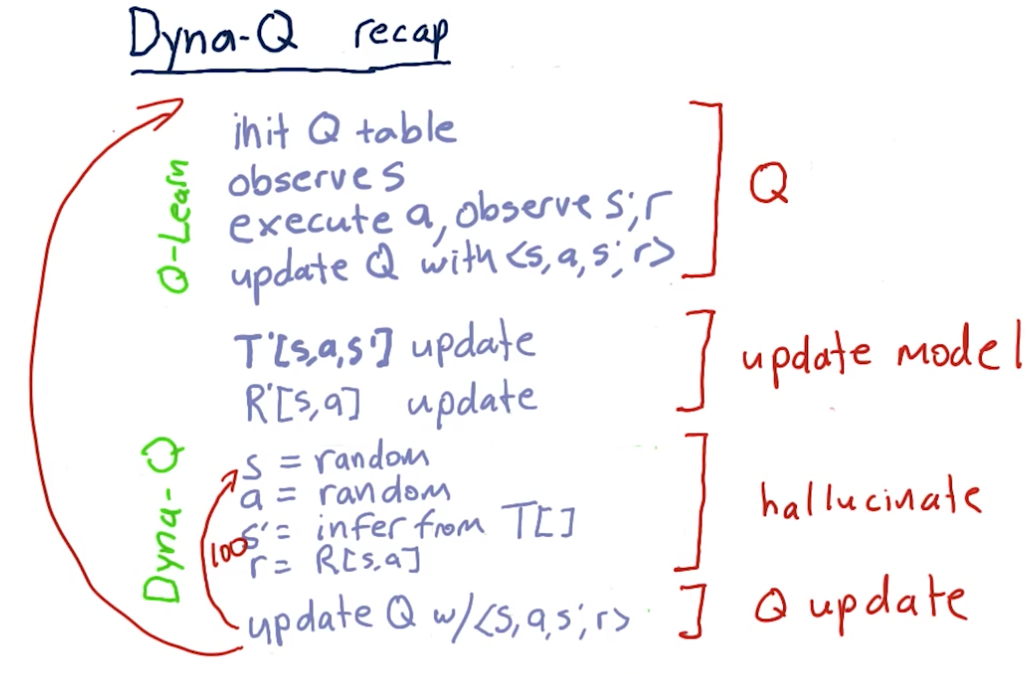 Dyna-Q recap
init Q table
observe s
execute a, observe s', r
update Q with <s, a, s', r>
Q-Learn
Q
T'[s,a,s'] update
R'[s,a] update
update model
Dyna-Q
s = random
a = random
s' = infer from T[]
r = R[s,a]
100
hallucinate
update Q w/<s, a, s', r>
Q update